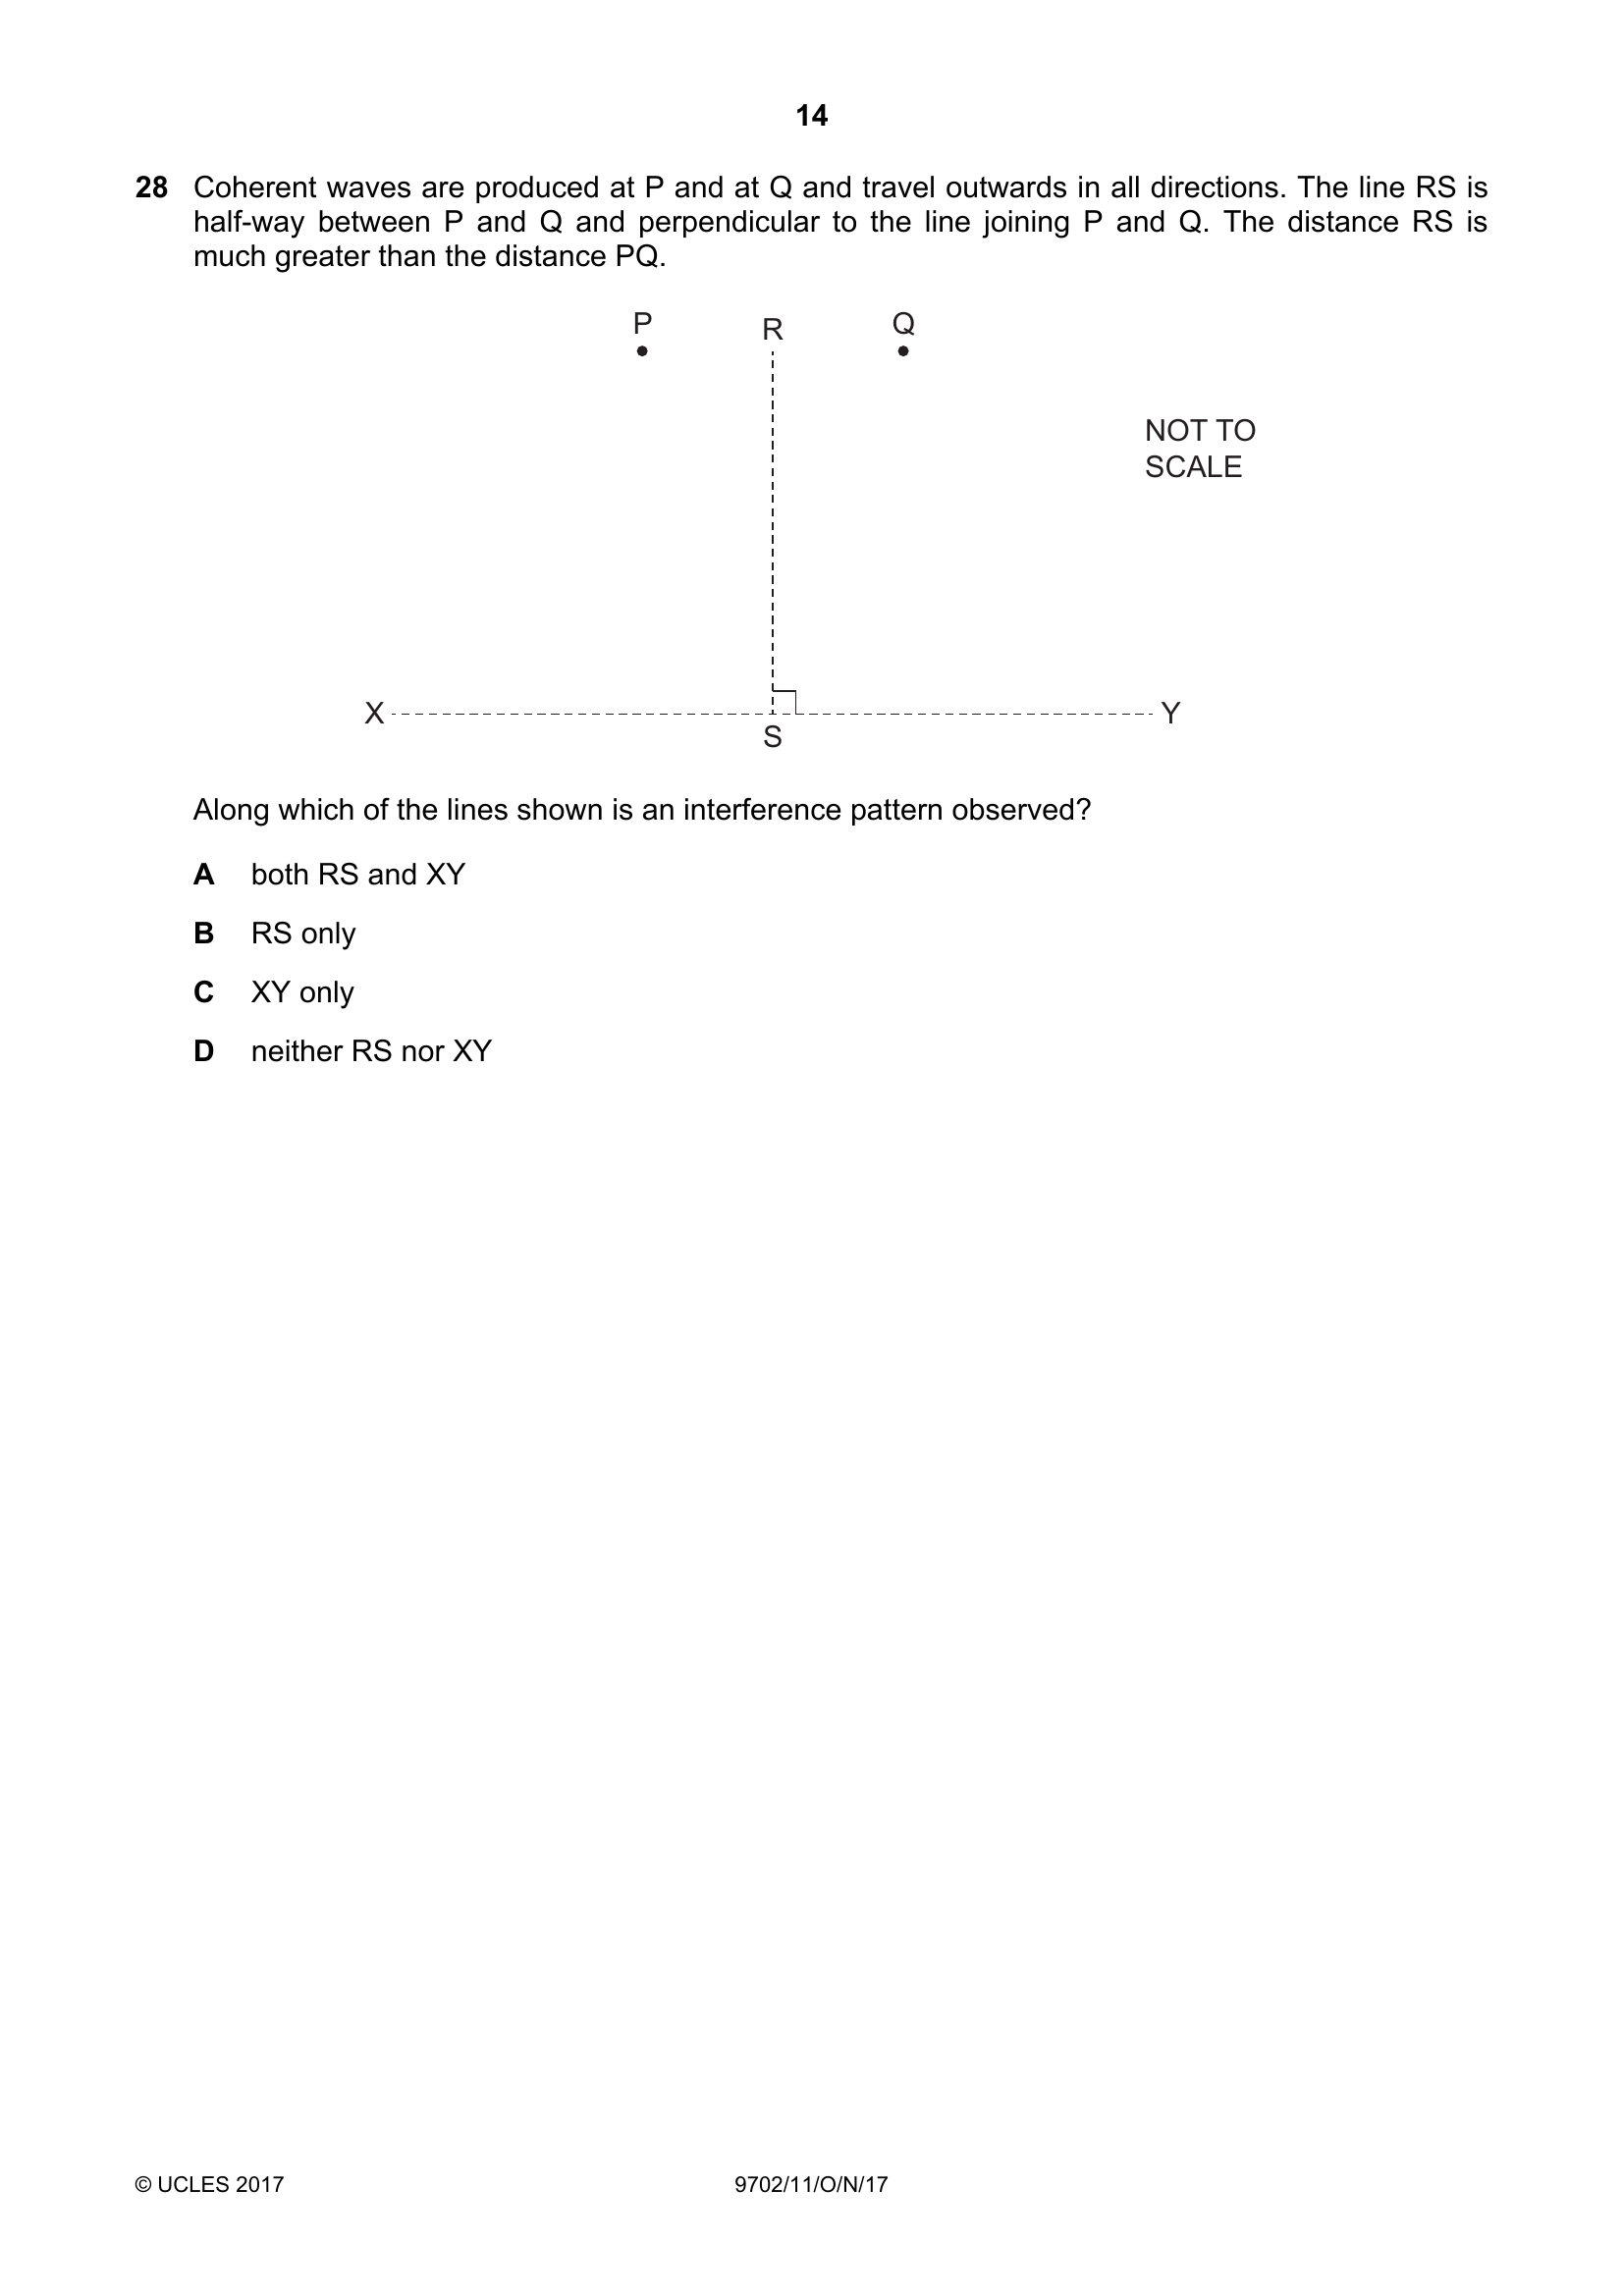 14
28 Coherent waves are produced at P and at Q and travel outwards in all directions. The line RS is
half-way between P and Q and perpendicular to the line joining P and Q. The distance RS is
much greater than the distance PQ.
P R Q
NOT TO
SCALE
X Y
S
Along which of the lines shown is an interference pattern observed?
A both RS and XY
B RS only
C XY only
D neither RS nor XY
© UCLES 2017 9702/11/O/N/17